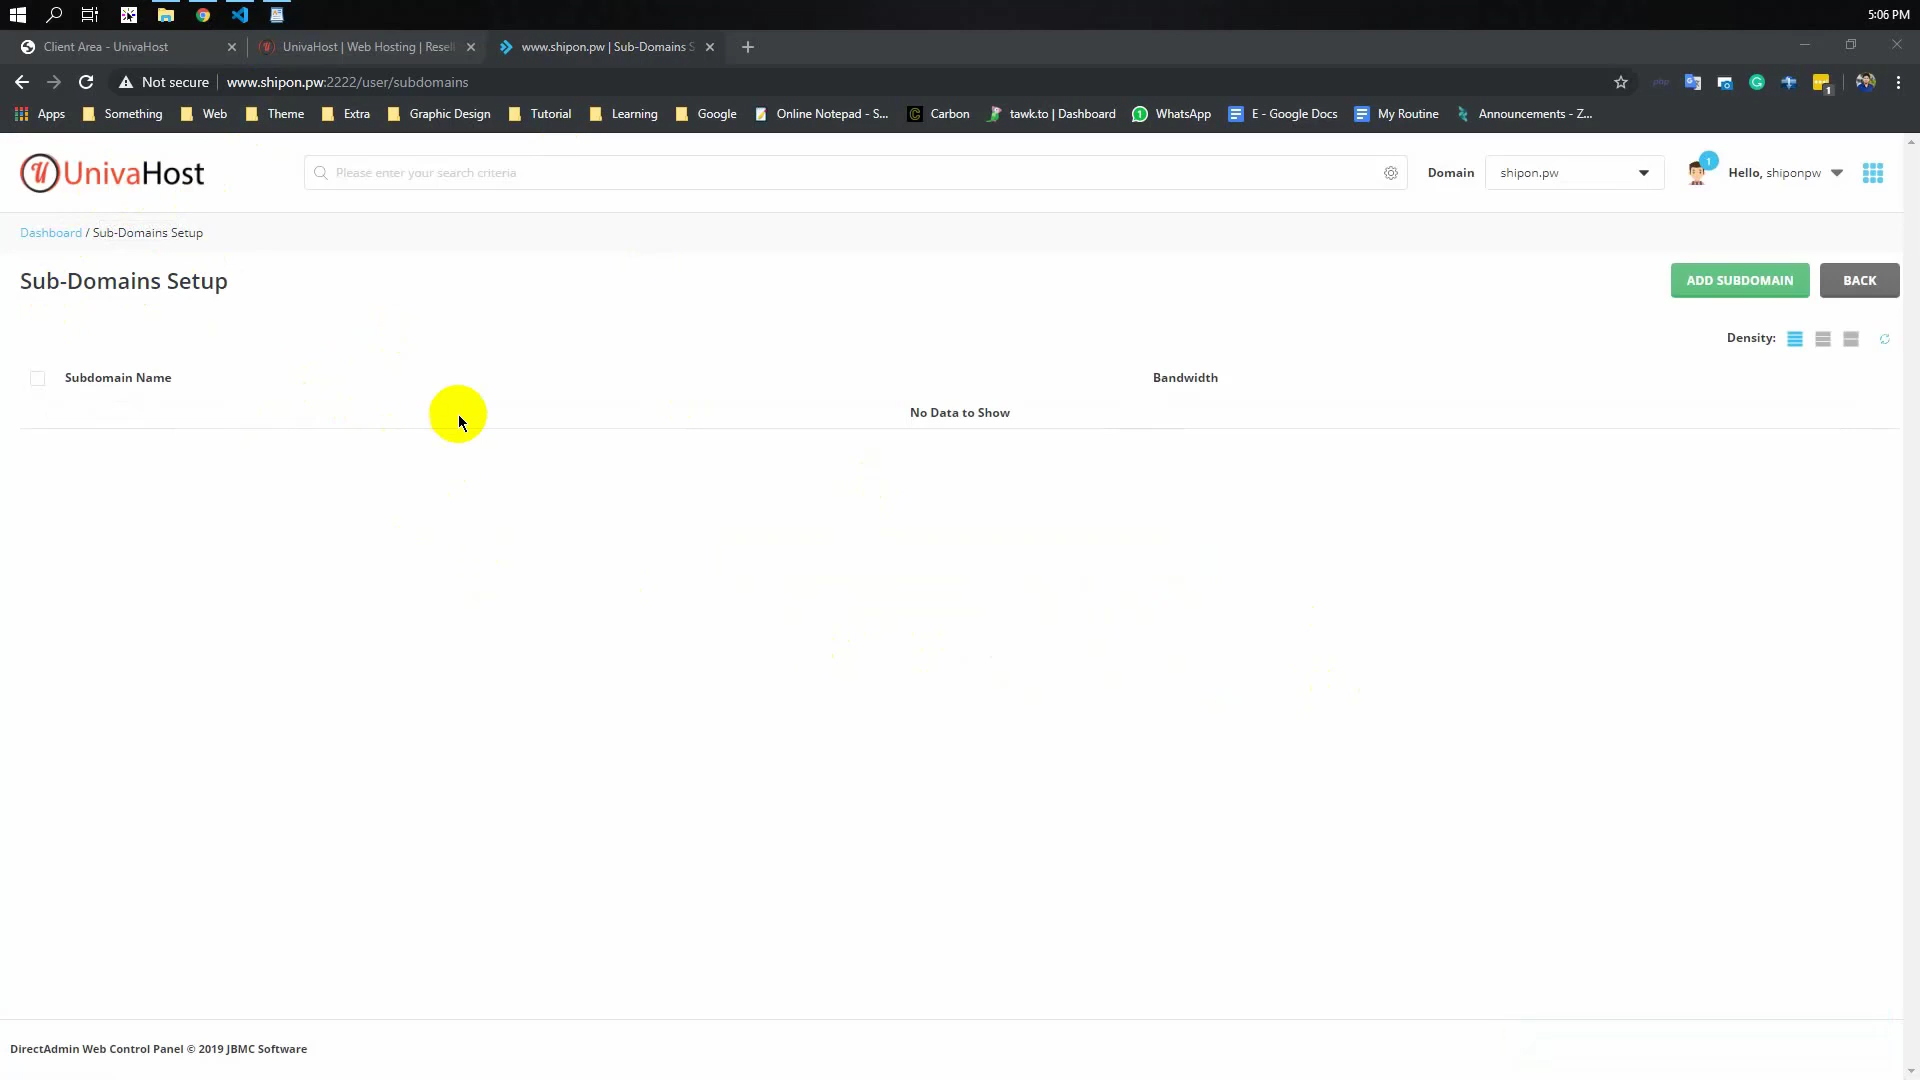 5:06 PM
Client Area - UnivaHost
UnivaHost | Web Hosting | Resell
www.shipon.pw | Sub-Domains S
Not secure
www.shipon.pw:2222/user/subdomains
Apps
Something
Web
Theme
Extra
Graphic Design
Tutorial
Learning
Google
Online Notepad - S...
Carbon
tawk.to | Dashboard
WhatsApp
E - Google Docs
My Routine
Announcements - Z...
UnivaHost
Please enter your search criteria
Domain
shipon.pw
1
Hello, shiponpw
Dashboard / Sub-Domains Setup
Sub-Domains Setup
ADD SUBDOMAIN
BACK
Density:
Subdomain Name
Bandwidth
No Data to Show
DirectAdmin Web Control Panel © 2019 JBMC Software